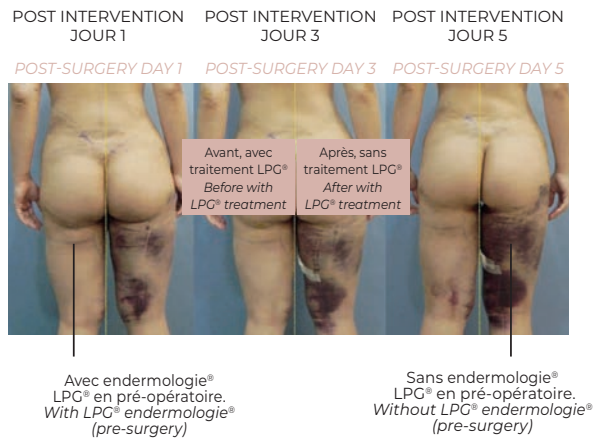 POST INTERVENTION
JOUR 1
POST-SURGERY DAY 1
POST INTERVENTION
JOUR 3
POST-SURGERY DAY 3
POST INTERVENTION
JOUR 5
POST-SURGERY DAY 5
Avant, avec
traitement LPG®
Before with
LPG® treatment
Après, sans
traitement LPG®
After with
LPG® treatment
Avec endermologie®
LPG® en pré-opératoire.
With LPG® endermologie®
(pre-surgery)
Sans endermologie®
LPG® en pré-opératoire.
Without LPG® endermologie®
(pre-surgery)